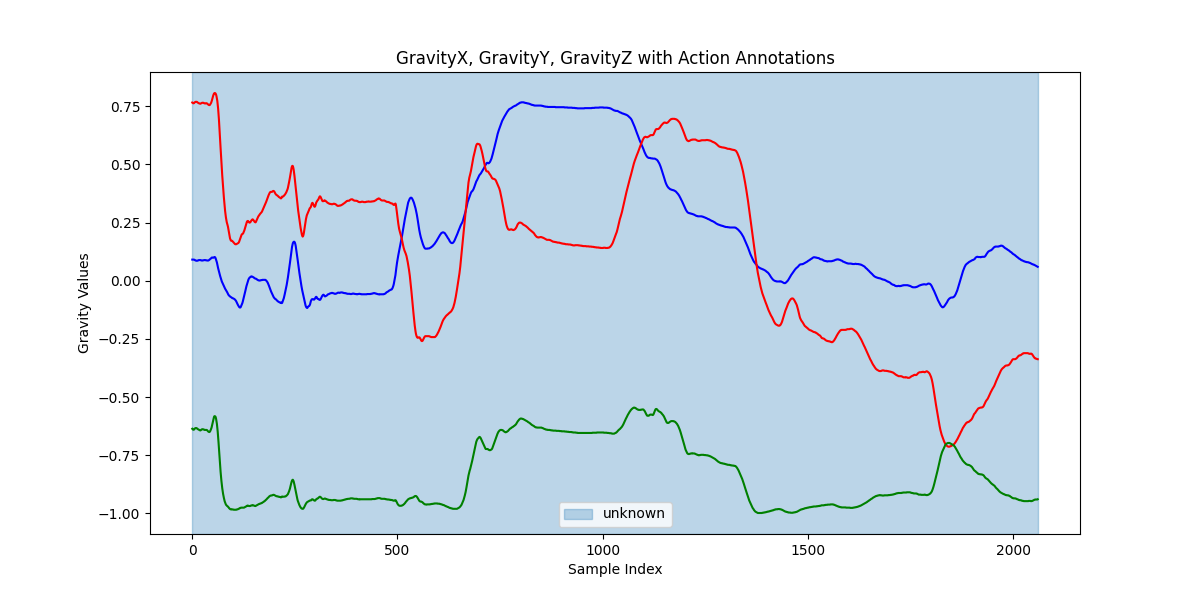 GravityX, GravityY, GravityZ with Action Annotations
Gravity Values
0.75
0.50
0.25
0.00
−0.25
−0.50
−0.75
−1.00
unknown
0 500 1000 1500 2000
Sample Index